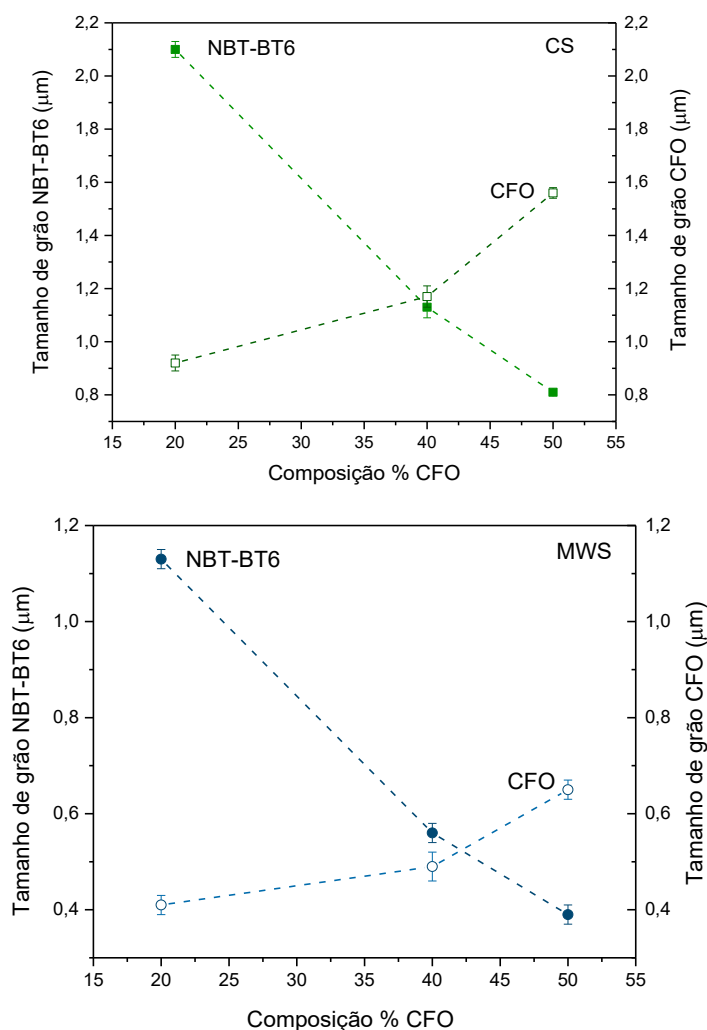 2,2
2,0
1,8
1,6
1,4
1,2
1,0
0,8
Tamanho de grão NBT-BT6 (μm)
NBT-BT6
CS
CFO
2,2
2,0
1,8
1,6
1,4
1,2
1,0
0,8
Tamanho de grão CFO (μm)
15 20 25 30 35 40 45 50 55
Composição % CFO
1,2
1,0
0,8
0,6
0,4
Tamanho de grão NBT-BT6 (μm)
NBT-BT6
MWS
CFO
1,2
1,0
0,8
0,6
0,4
Tamanho de grão CFO (μm)
15 20 25 30 35 40 45 50 55
Composição % CFO